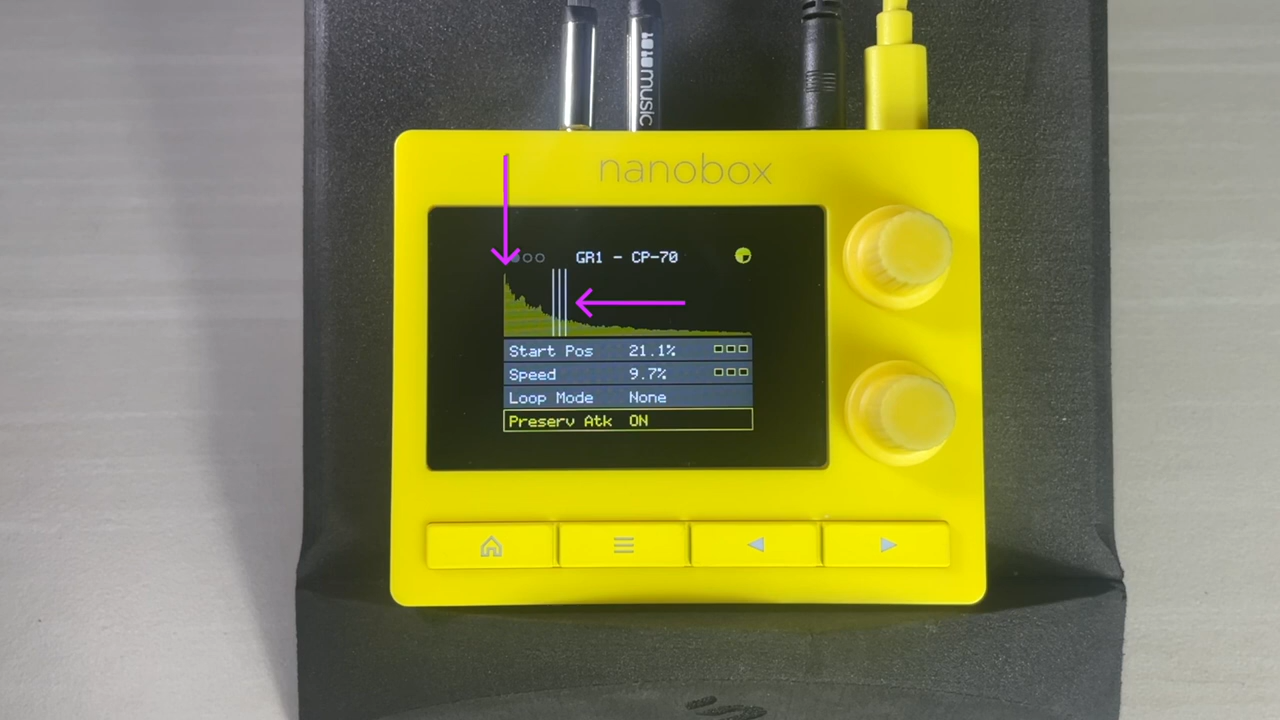 1010music
nanobox
GR1 - CP-70
Start Pos 21.1%
Speed 9.7%
Loop Mode None
Preserv Atk ON